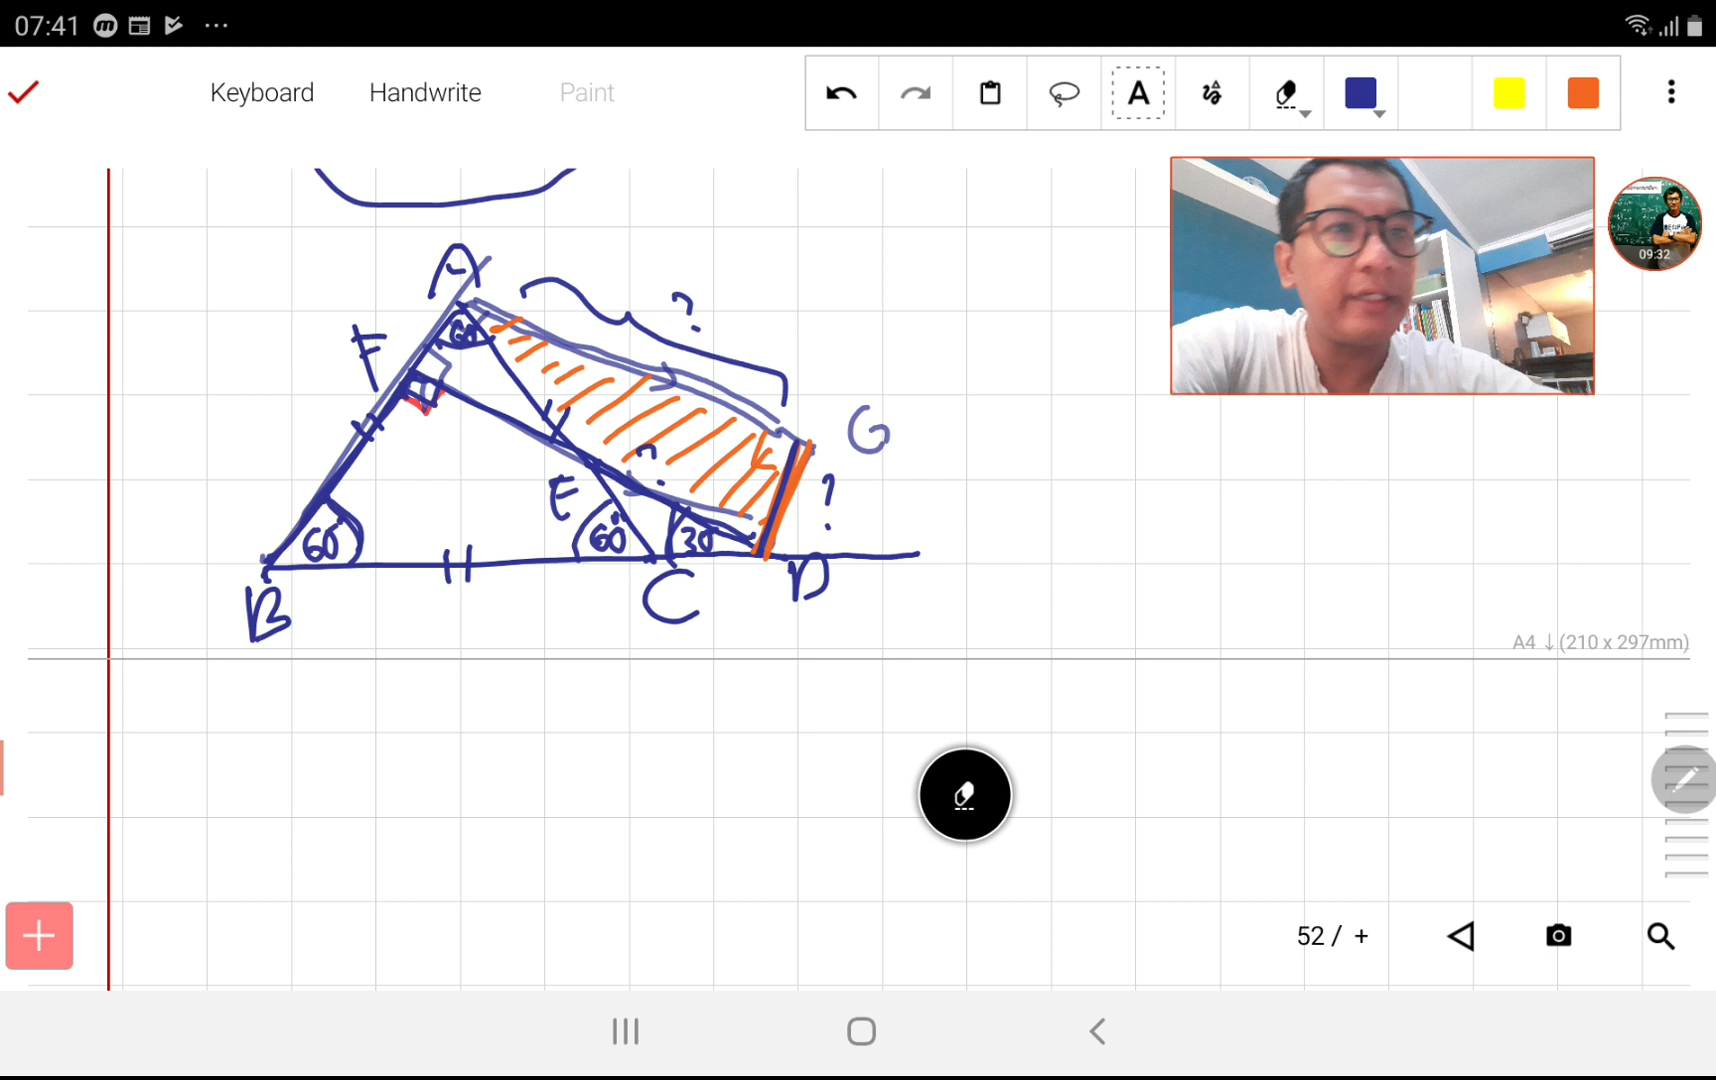 07:41
Keyboard Handwrite Paint
A
09:32
A
?
F
60
G
?
E
?
60°
60°
30
B
C
D
A4 ↓(210 x 297mm)
52 / +